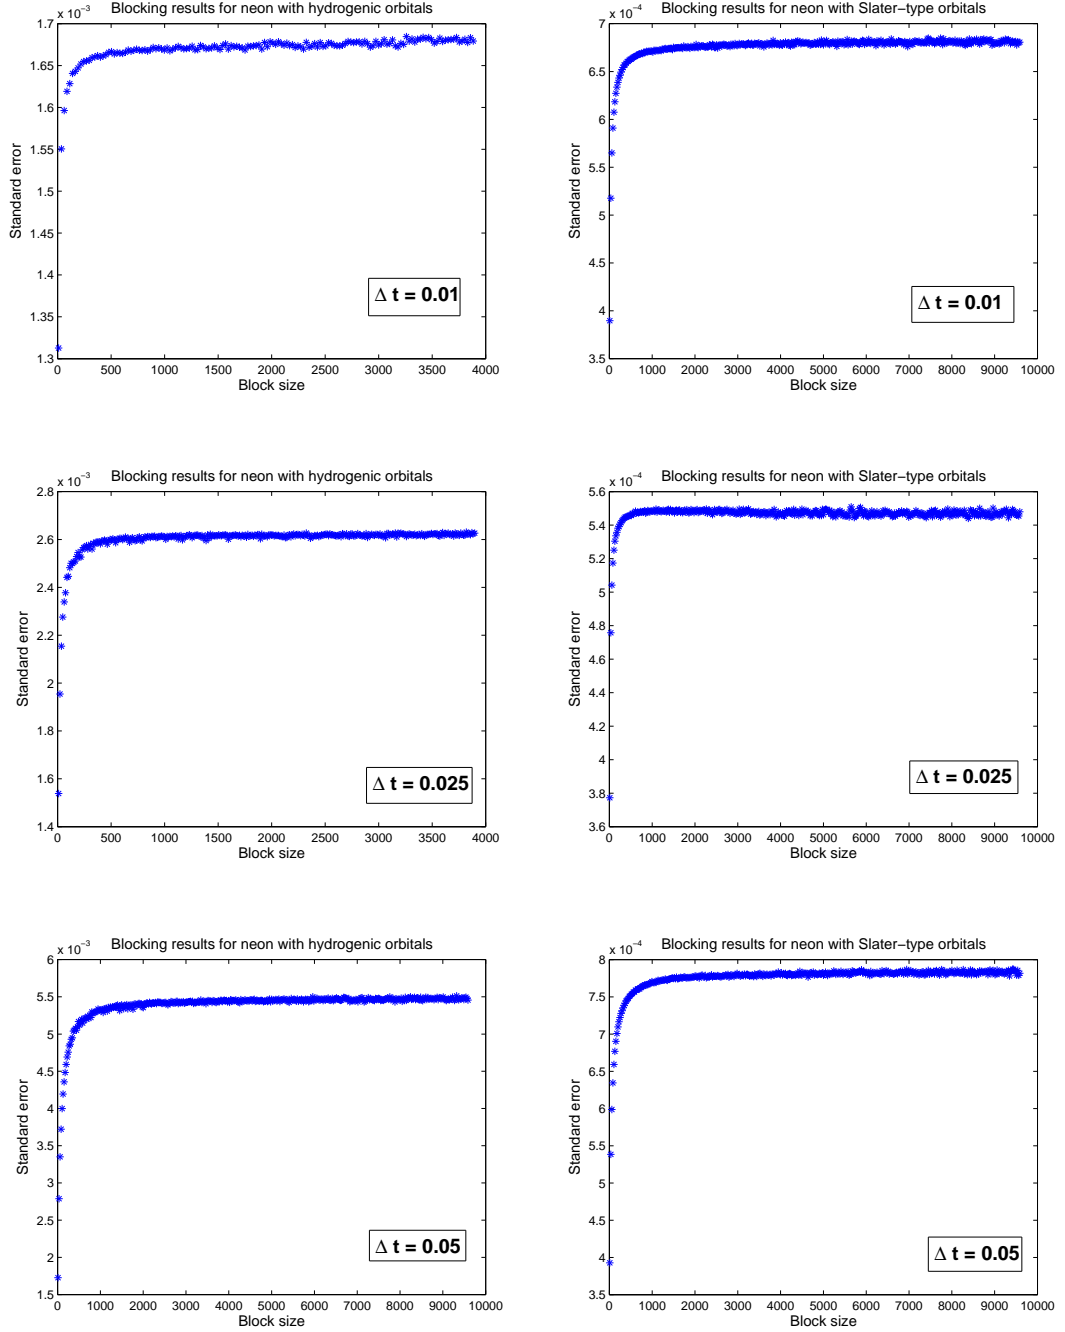 x 10⁻³ Blocking results for neon with hydrogenic orbitals
1.7
1.65
1.6
1.55
1.5
1.45
1.4
1.35
1.3
Standard error
Δ t = 0.01
0 500 1000 1500 2000 2500 3000 3500 4000
Block size
x 10⁻⁴ Blocking results for neon with Slater−type orbitals
7
6.5
6
5.5
5
4.5
4
3.5
Standard error
Δ t = 0.01
0 1000 2000 3000 4000 5000 6000 7000 8000 9000 10000
Block size
x 10⁻³ Blocking results for neon with hydrogenic orbitals
2.8
2.6
2.4
2.2
2
1.8
1.6
1.4
Standard error
Δ t = 0.025
0 500 1000 1500 2000 2500 3000 3500 4000
Block size
x 10⁻⁴ Blocking results for neon with Slater−type orbitals
5.6
5.4
5.2
5
4.8
4.6
4.4
4.2
4
3.8
3.6
Standard error
Δ t = 0.025
0 1000 2000 3000 4000 5000 6000 7000 8000 9000 10000
Block size
x 10⁻³ Blocking results for neon with hydrogenic orbitals
6
5.5
5
4.5
4
3.5
3
2.5
2
1.5
Standard error
Δ t = 0.05
0 1000 2000 3000 4000 5000 6000 7000 8000 9000 10000
Block size
x 10⁻⁴ Blocking results for neon with Slater−type orbitals
8
7.5
7
6.5
6
5.5
5
4.5
4
3.5
Standard error
Δ t = 0.05
0 1000 2000 3000 4000 5000 6000 7000 8000 9000 10000
Block size